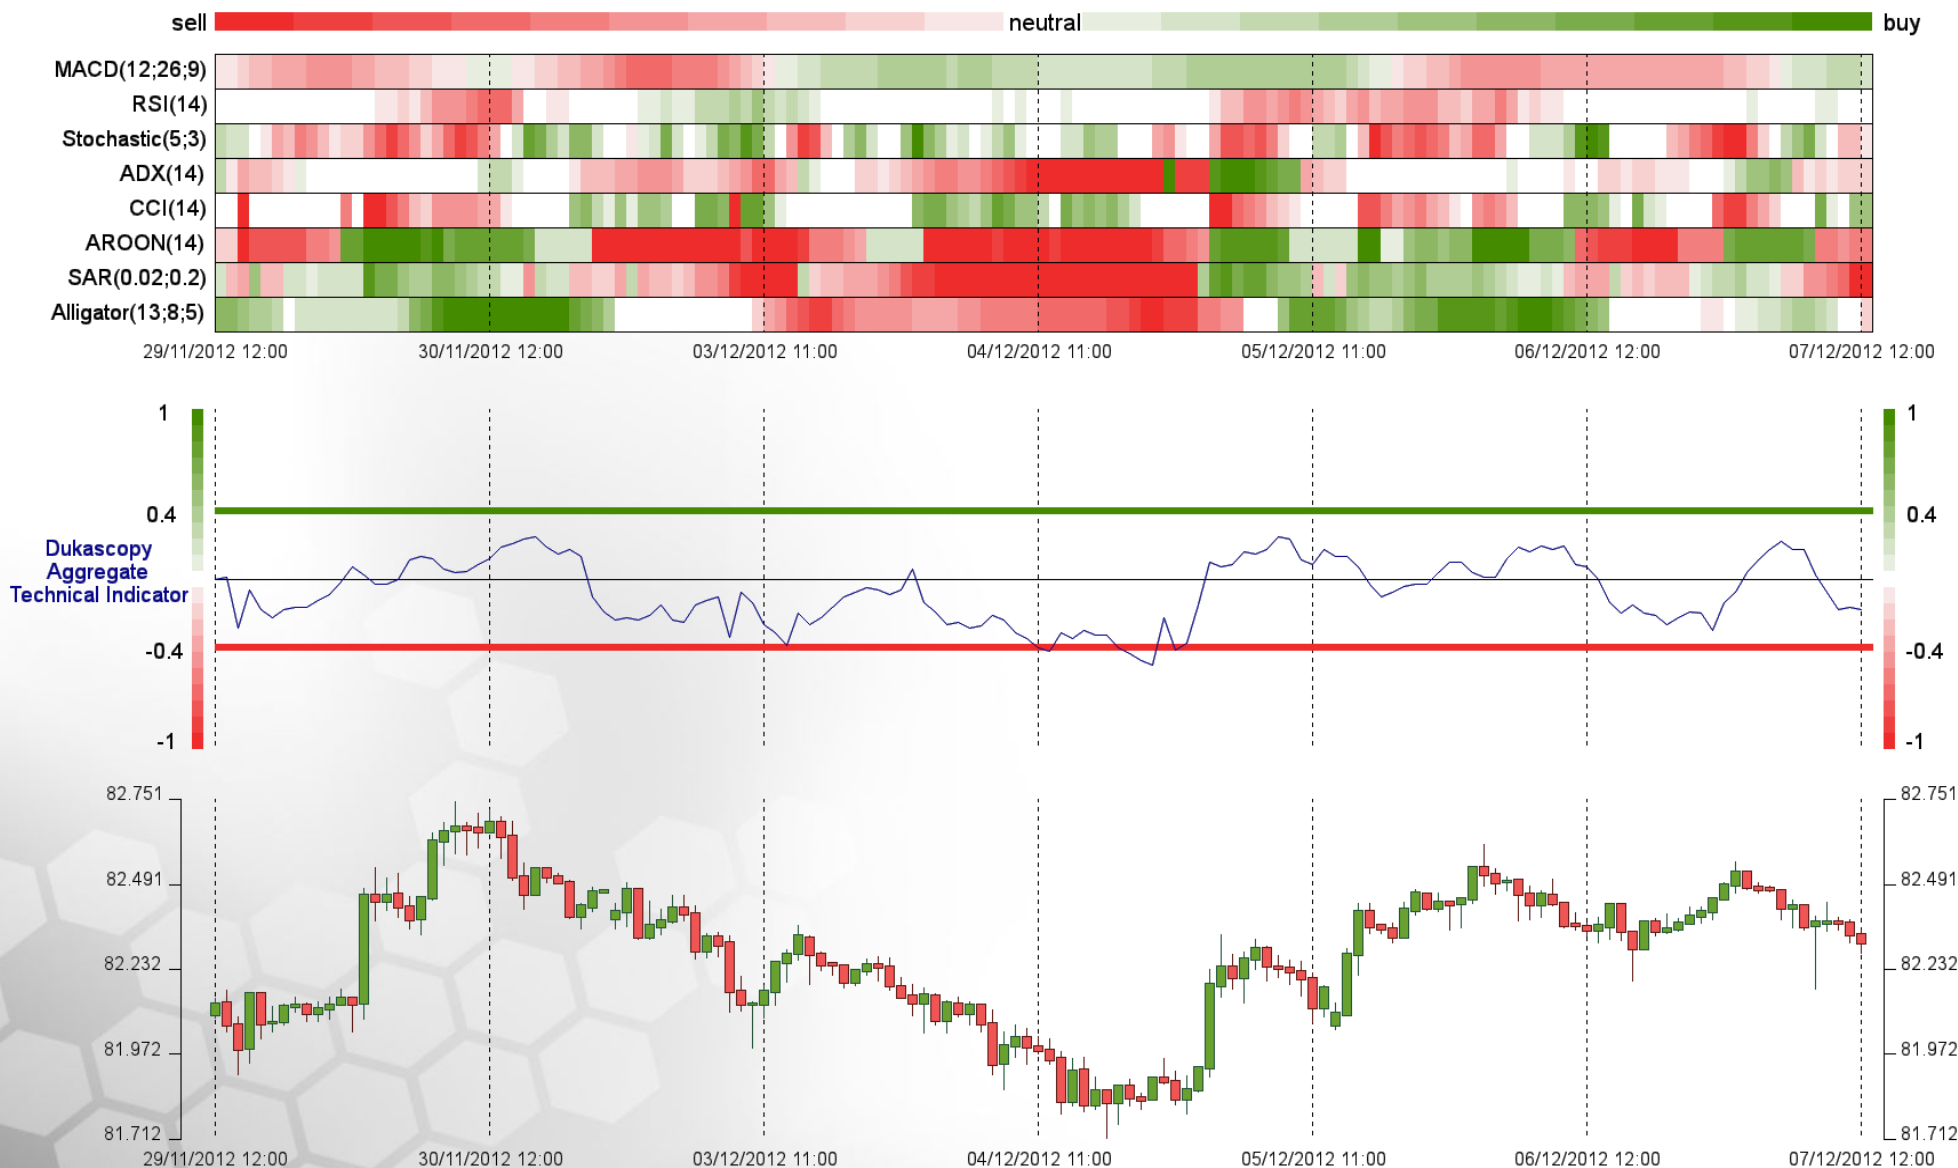 sell neutral buy
MACD(12;26;9)
RSI(14)
Stochastic(5;3)
ADX(14)
CCI(14)
AROON(14)
SAR(0.02;0.2)
Alligator(13;8;5)
29/11/2012 12:00 30/11/2012 12:00 03/12/2012 11:00 04/12/2012 11:00 05/12/2012 11:00 06/12/2012 12:00 07/12/2012 12:00
1 1
0.4 0.4
Dukascopy
Aggregate
Technical Indicator
-0.4 -0.4
-1 -1
82.751 82.751
82.491 82.491
82.232 82.232
81.972 81.972
81.712 81.712
29/11/2012 12:00 30/11/2012 12:00 03/12/2012 11:00 04/12/2012 11:00 05/12/2012 11:00 06/12/2012 12:00 07/12/2012 12:00